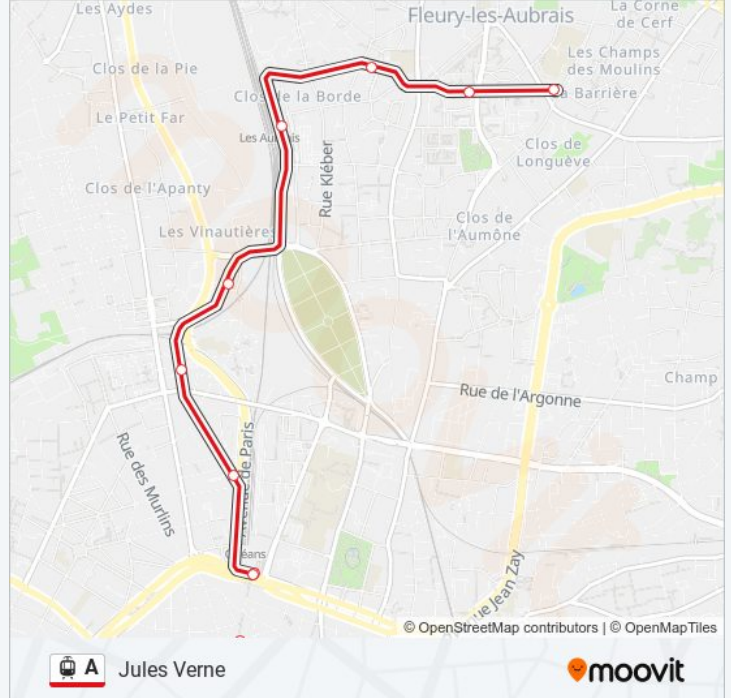 Les Aydes
Fleury-les-Aubrais
La Corne
de Cerf
Les Champs
des Moulins
Clos de la Pie
Clos de la Borde
La Barrière
Le Petit Far
Les Aubrais
Clos de
Longuève
Rue Kléber
Clos de l'Apanty
Clos de
l'Aumône
Les Vinautières
Champ
Rue de l'Argonne
Avenue de Paris
Rue des Murlins
Orléans
ue Jean Zay
© OpenStreetMap contributors | © OpenMapTiles
A Jules Verne
moovit